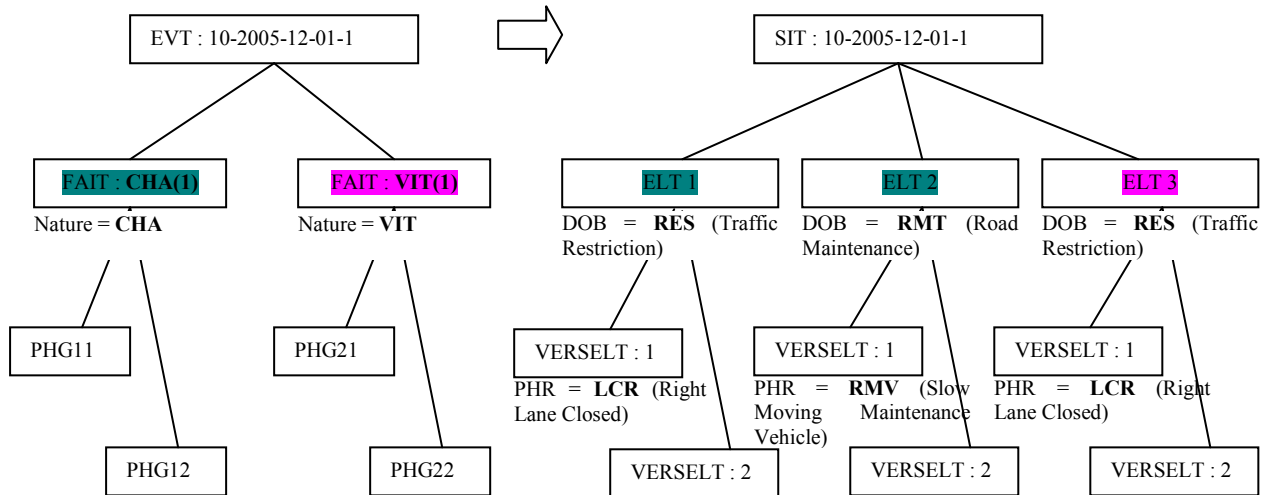 EVT : 10-2005-12-01-1
SIT : 10-2005-12-01-1
FAIT : CHA(1)
FAIT : VIT(1)
ELT 1
ELT 2
ELT 3
Nature = CHA
Nature = VIT
DOB = RES (Traffic
Restriction)
DOB = RMT (Road
Maintenance)
DOB = RES (Traffic
Restriction)
PHG11
PHG21
VERSELT : 1
VERSELT : 1
VERSELT : 1
PHR = LCR (Right
Lane Closed)
PHR = RMV (Slow
Moving Maintenance
Vehicle)
PHR = LCR (Right
Lane Closed)
PHG12
PHG22
VERSELT : 2
VERSELT : 2
VERSELT : 2